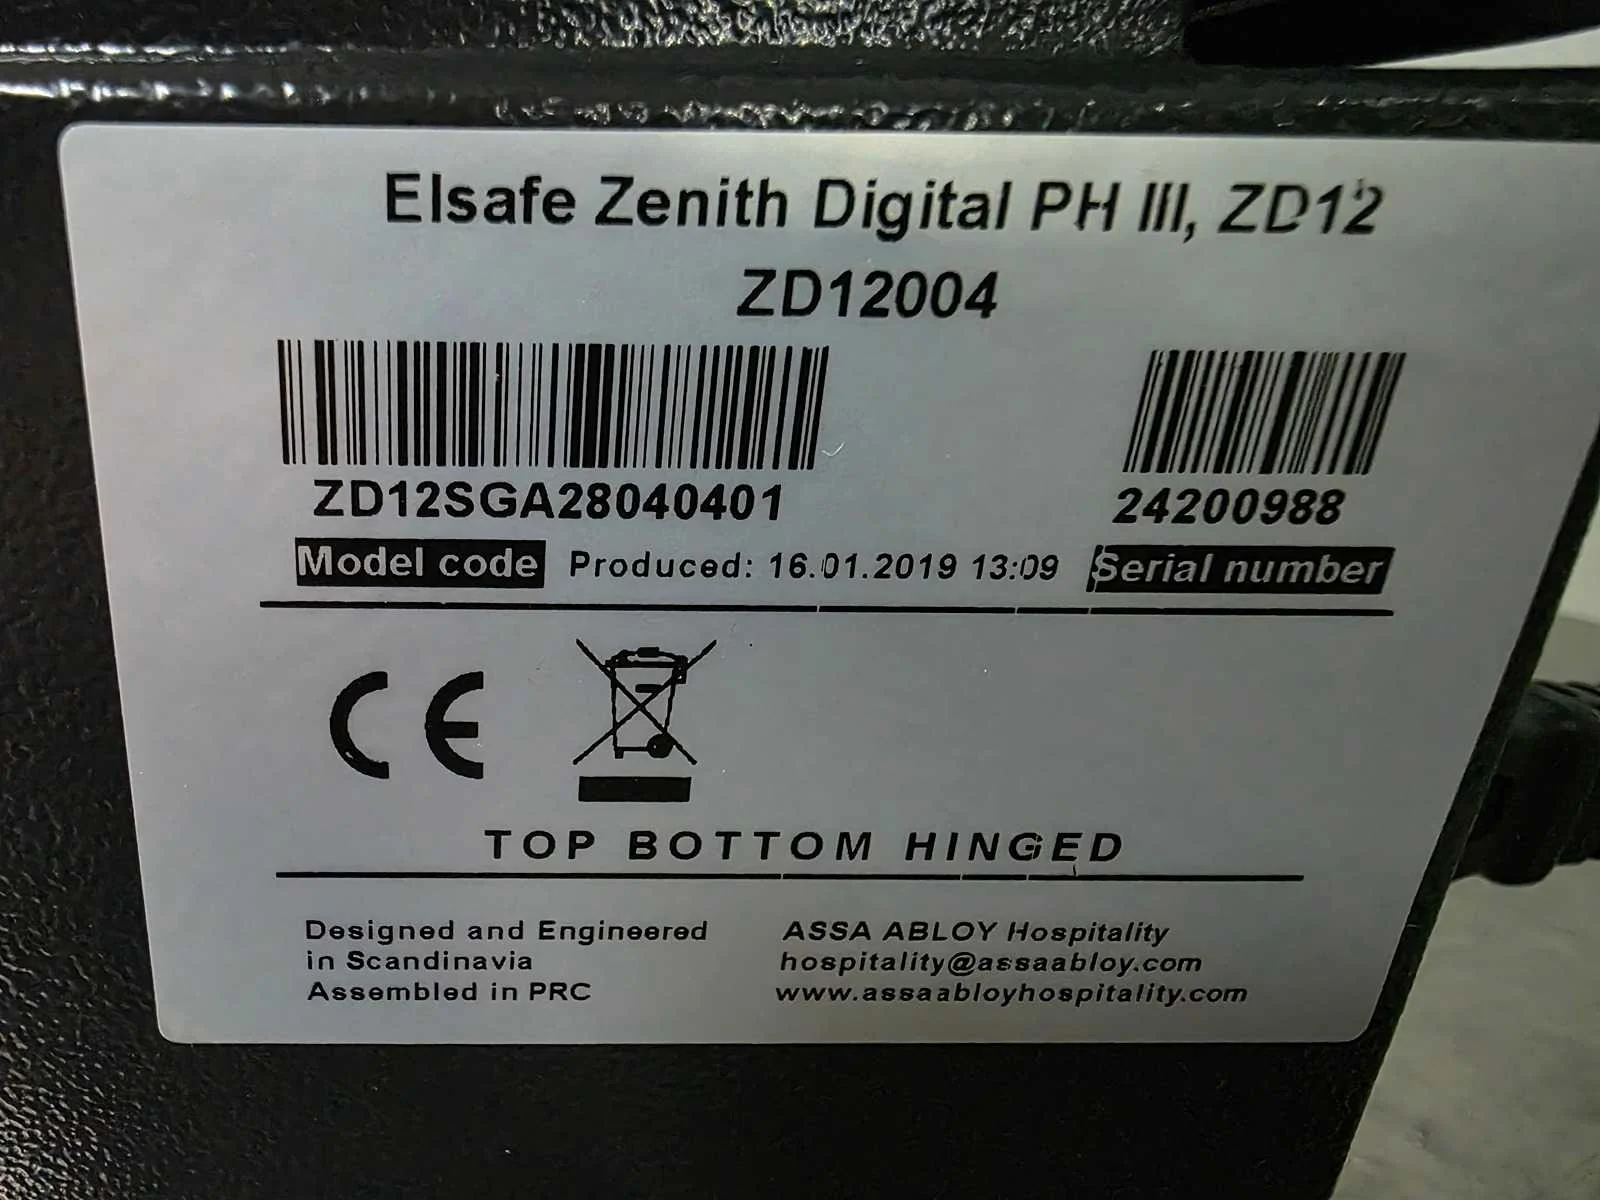 Elsafe Zenith Digital PH III, ZD12
ZD12004
ZD12SGA28040401
24200988
Model code Produced: 16.01.2019 13:09 Serial number
CE
TOP BOTTOM HINGED
Designed and Engineered
in Scandinavia
Assembled in PRC
ASSA ABLOY Hospitality
hospitality@assaabloy.com
www.assaabloyhospitality.com